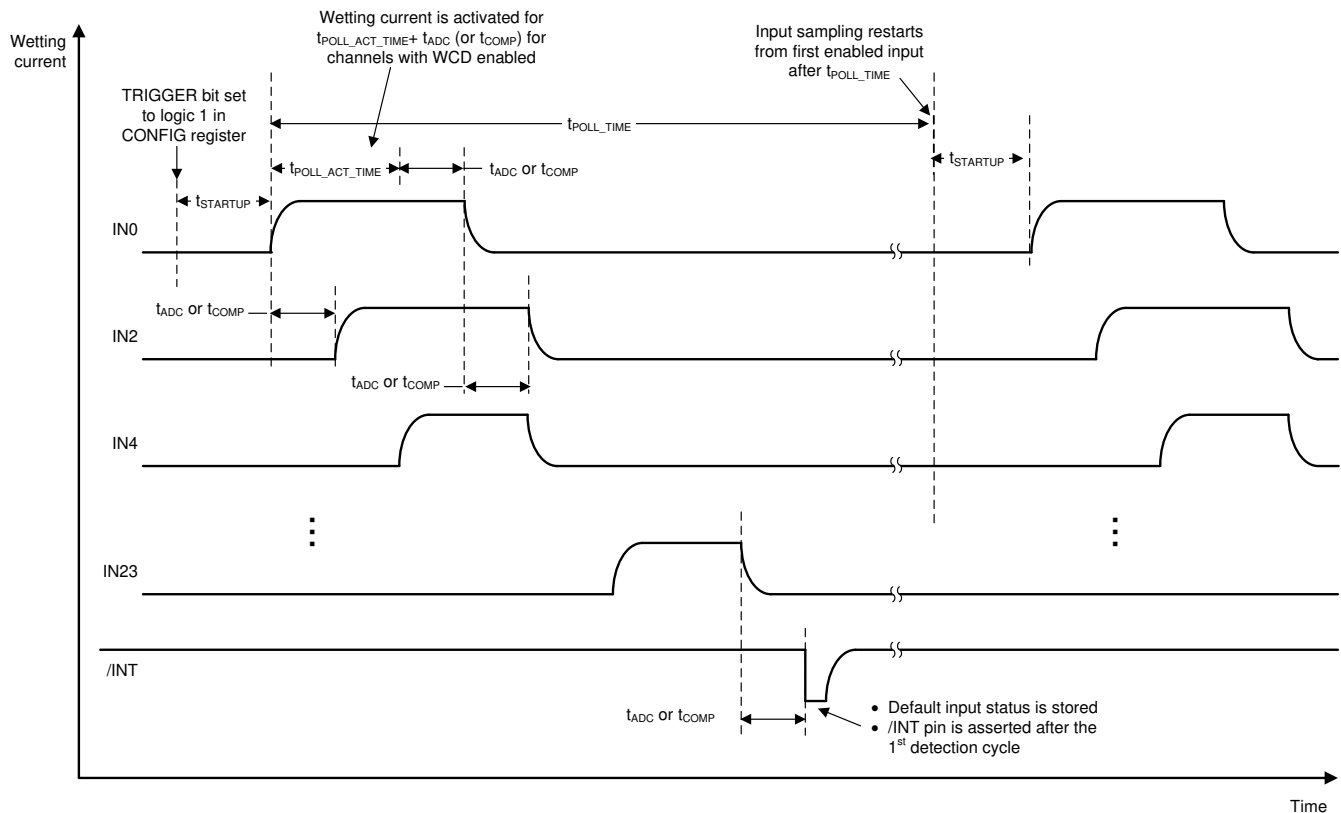 Wetting
current
Wetting current is activated for
tPOLL_ACT_TIME+ tADC (or tCOMP) for
channels with WCD enabled
Input sampling restarts
from first enabled input
after tPOLL_TIME
TRIGGER bit set
to logic 1 in
CONFIG register
tPOLL_TIME
tSTARTUP
tPOLL_ACT_TIME
tADC or tCOMP
tSTARTUP
IN0
tADC or tCOMP
IN2
tADC or tCOMP
IN4
IN23
/INT
tADC or tCOMP
• Default input status is stored
• /INT pin is asserted after the
1st detection cycle
Time